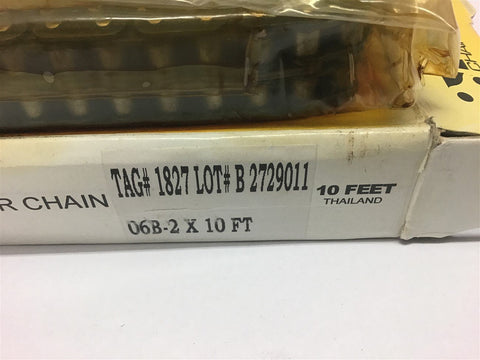 TAG# 1827 LOT# B 2729011
R CHAIN
10 FEET
THAILAND
06B-2 X 10 FT